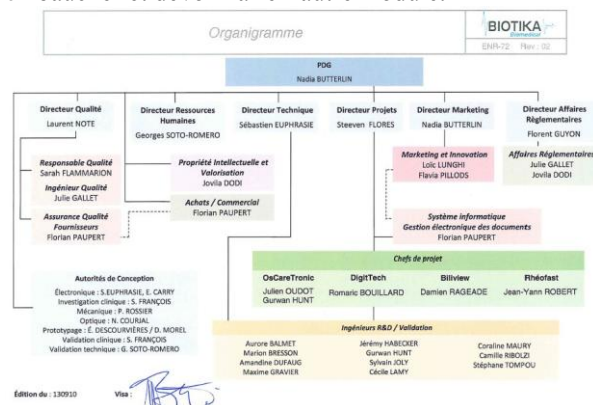 Organigramme
BIOTIKA
ENR-72 Rev : 02
PDG
Nadia BUTTERLIN
Directeur Qualité
Laurent NOTE
Directeur Ressources
Humaines
Georges SOTO-ROMERO
Directeur Technique
Sébastien EUPHRASIE
Directeur Projets
Steeven FLORES
Directeur Marketing
Nadia BUTTERLIN
Directeur Affaires
Règlementaires
Florent GUYON
Responsable Qualité
Sarah FLAMMARION
Ingénieur Qualité
Julie GALLET
Assurance Qualité
Fournisseurs
Florian PAUPERT
Propriété Intellectuelle et
Valorisation
Jovila DODI
Achats / Commercial
Florian PAUPERT
Marketing et Innovation
Loïc LUNGHI
Flavia PILLODS
Affaires Réglementaires
Julie GALLET
Jovila DODI
Système informatique
Gestion électronique des documents
Florian PAUPERT
Autorités de Conception
Électronique : S.EUPHRASIE, E. CARRY
Investigation clinique : S. FRANÇOIS
Mécanique : P. ROSSIER
Optique : N. COURJAL
Prototypage : É. DESCOURVIÈRES / D. MOREL
Validation clinique : S. FRANÇOIS
Validation technique : G. SOTO-ROMERO
Chefs de projet
OsCareTronic
Julien OUDOT
Gurwan HUNT
DigitTech
Romaric BOUILLARD
Biliview
Damien RAGEADE
Rhéofast
Jean-Yann ROBERT
Ingénieurs R&D / Validation
Aurore BALMET
Marion BRESSON
Amandine DUFAUG
Maxime GRAVIER
Jérémy HABECKER
Gurwan HUNT
Sylvain JOLY
Cécile LAMY
Coraline MAURY
Camille RIBOLZI
Stéphane TOMPOU
Édition du : 130910
Visa :